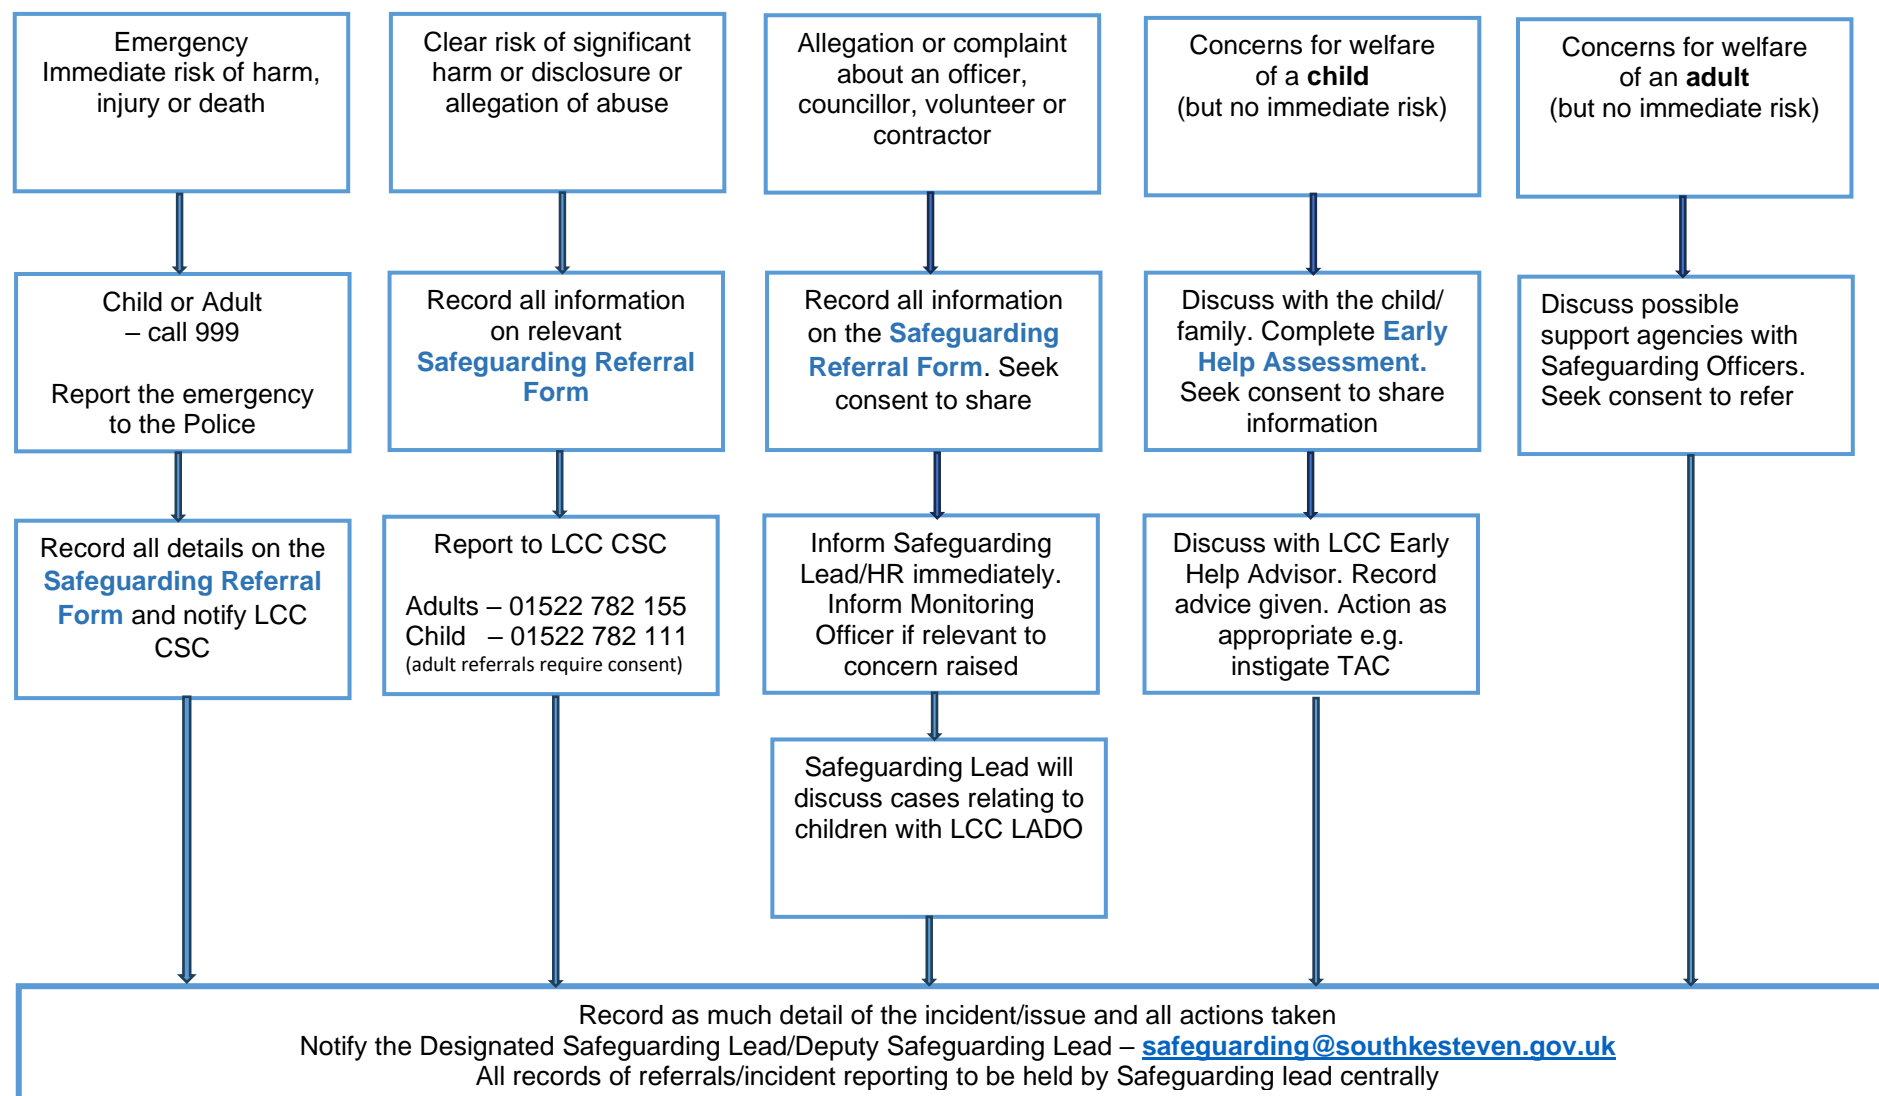 Emergency
Immediate risk of harm,
injury or death
Clear risk of significant
harm or disclosure or
allegation of abuse
Allegation or complaint
about an officer,
councillor, volunteer or
contractor
Concerns for welfare
of a child
(but no immediate risk)
Concerns for welfare
of an adult
(but no immediate risk)
Child or Adult
– call 999
Report the emergency
to the Police
Record all information
on relevant
Safeguarding Referral
Form
Record all information
on the Safeguarding
Referral Form. Seek
consent to share
Discuss with the child/
family. Complete Early
Help Assessment.
Seek consent to share
information
Discuss possible
support agencies with
Safeguarding Officers.
Seek consent to refer
Record all details on the
Safeguarding Referral
Form and notify LCC
CSC
Report to LCC CSC
Adults – 01522 782 155
Child – 01522 782 111
(adult referrals require consent)
Inform Safeguarding
Lead/HR immediately.
Inform Monitoring
Officer if relevant to
concern raised
Discuss with LCC Early
Help Advisor. Record
advice given. Action as
appropriate e.g.
instigate TAC
Safeguarding Lead will
discuss cases relating to
children with LCC LADO
Record as much detail of the incident/issue and all actions taken
Notify the Designated Safeguarding Lead/Deputy Safeguarding Lead – safeguarding@southkesteven.gov.uk
All records of referrals/incident reporting to be held by Safeguarding lead centrally